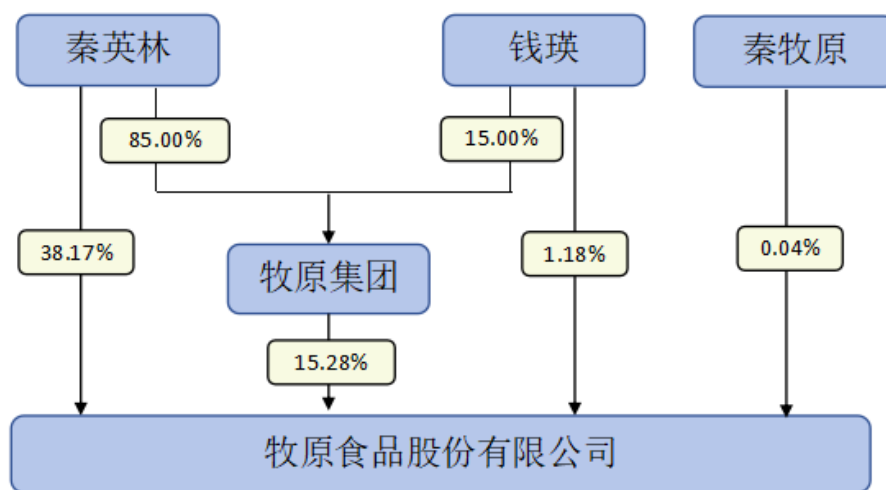 秦英林
钱瑛
秦牧原
85.00%
15.00%
38.17%
牧原集团
1.18%
0.04%
15.28%
牧原食品股份有限公司